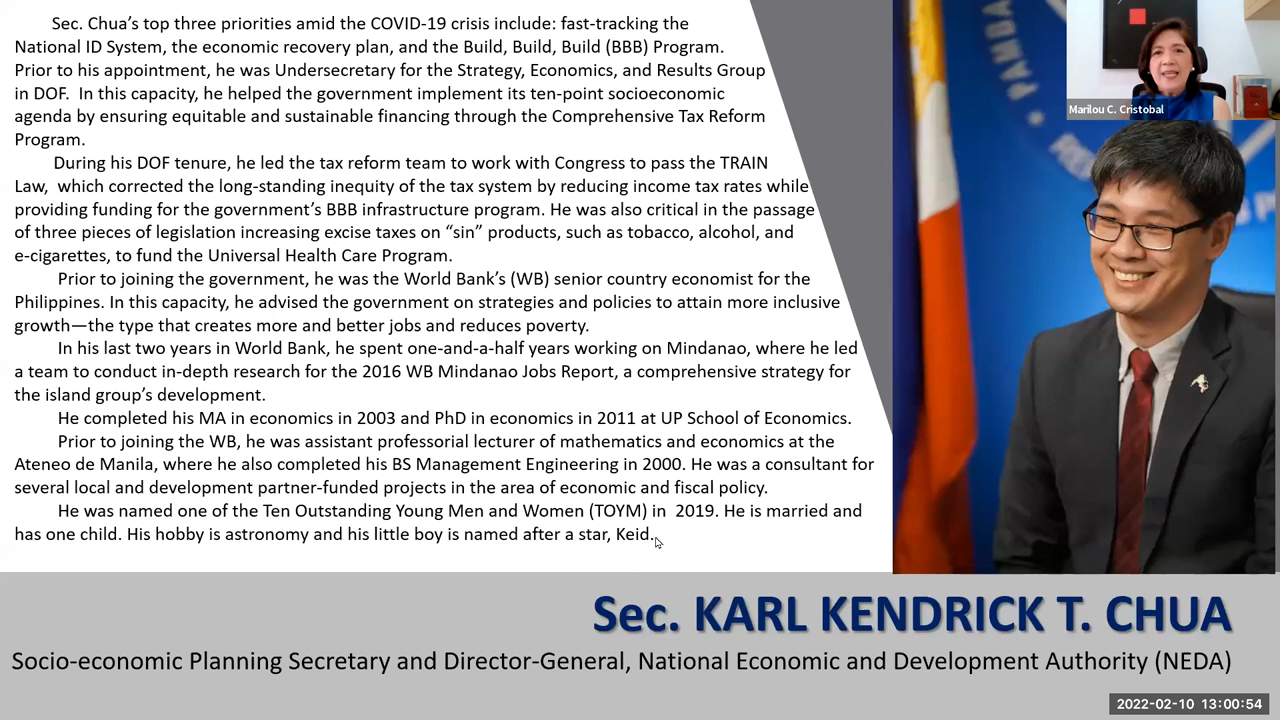 Sec. Chua’s top three priorities amid the COVID-19 crisis include: fast-tracking the
National ID System, the economic recovery plan, and the Build, Build, Build (BBB) Program.
Prior to his appointment, he was Undersecretary for the Strategy, Economics, and Results Group
in DOF. In this capacity, he helped the government implement its ten-point socioeconomic
agenda by ensuring equitable and sustainable financing through the Comprehensive Tax Reform
Program.
During his DOF tenure, he led the tax reform team to work with Congress to pass the TRAIN
Law, which corrected the long-standing inequity of the tax system by reducing income tax rates while
providing funding for the government’s BBB infrastructure program. He was also critical in the passage
of three pieces of legislation increasing excise taxes on “sin” products, such as tobacco, alcohol, and
e-cigarettes, to fund the Universal Health Care Program.
Prior to joining the government, he was the World Bank’s (WB) senior country economist for the
Philippines. In this capacity, he advised the government on strategies and policies to attain more inclusive
growth—the type that creates more and better jobs and reduces poverty.
In his last two years in World Bank, he spent one-and-a-half years working on Mindanao, where he led
a team to conduct in-depth research for the 2016 WB Mindanao Jobs Report, a comprehensive strategy for
the island group’s development.
He completed his MA in economics in 2003 and PhD in economics in 2011 at UP School of Economics.
Prior to joining the WB, he was assistant professorial lecturer of mathematics and economics at the
Ateneo de Manila, where he also completed his BS Management Engineering in 2000. He was a consultant for
several local and development partner-funded projects in the area of economic and fiscal policy.
He was named one of the Ten Outstanding Young Men and Women (TOYM) in 2019. He is married and
has one child. His hobby is astronomy and his little boy is named after a star, Keid.
PANDA
Marilou C. Cristobal
Sec. KARL KENDRICK T. CHUA
Socio-economic Planning Secretary and Director-General, National Economic and Development Authority (NEDA)
2022-02-10 13:00:54